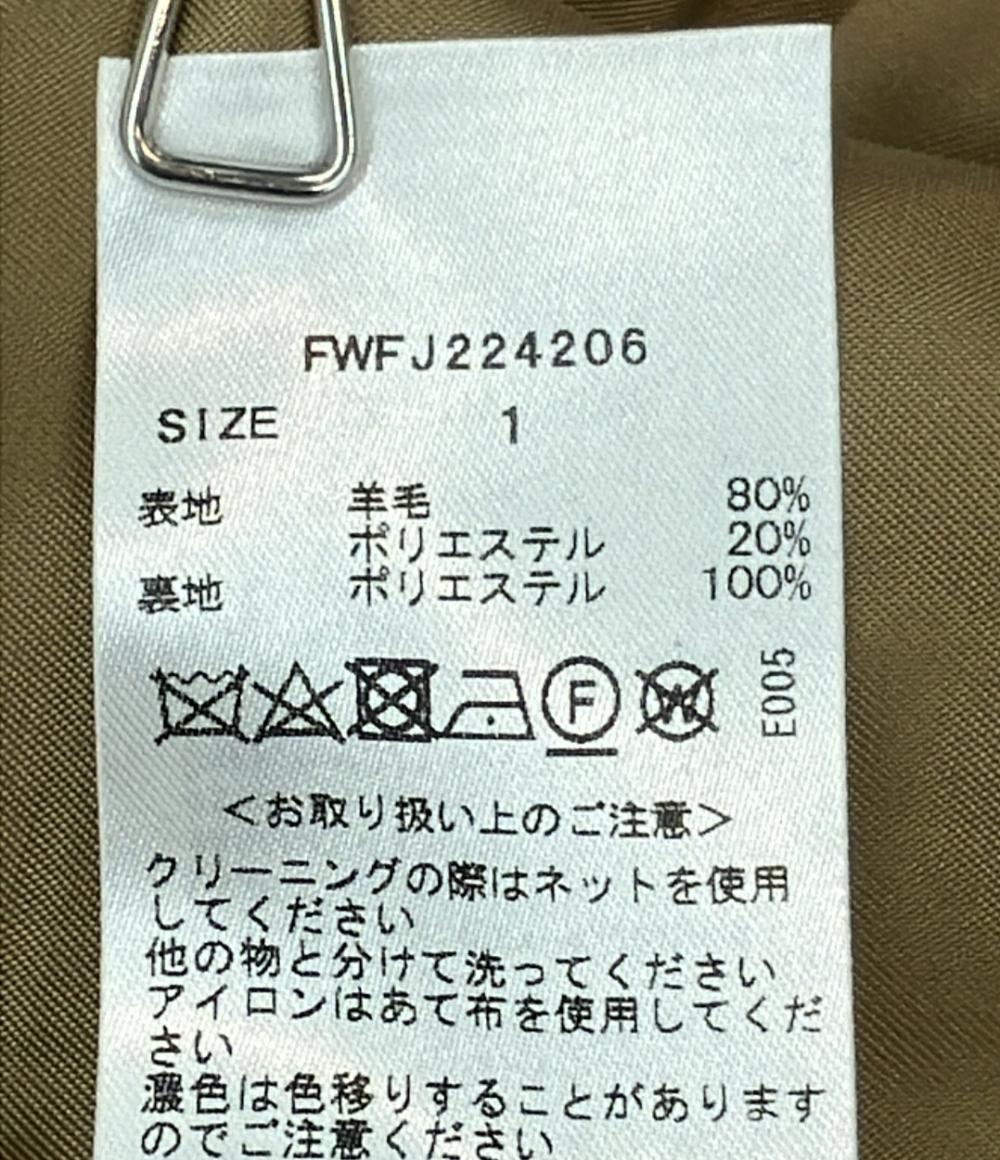 FWFJ224206
SIZE 1
表地 羊毛 80%
ポリエステル 20%
裏地 ポリエステル 100%
F W E005
<お取り扱い上のご注意>
クリーニングの際はネットを使用
してください
他の物と分けて洗ってください
アイロンはあて布を使用してくだ
さい
濃色は色移りすることがあります
のでご注意ください